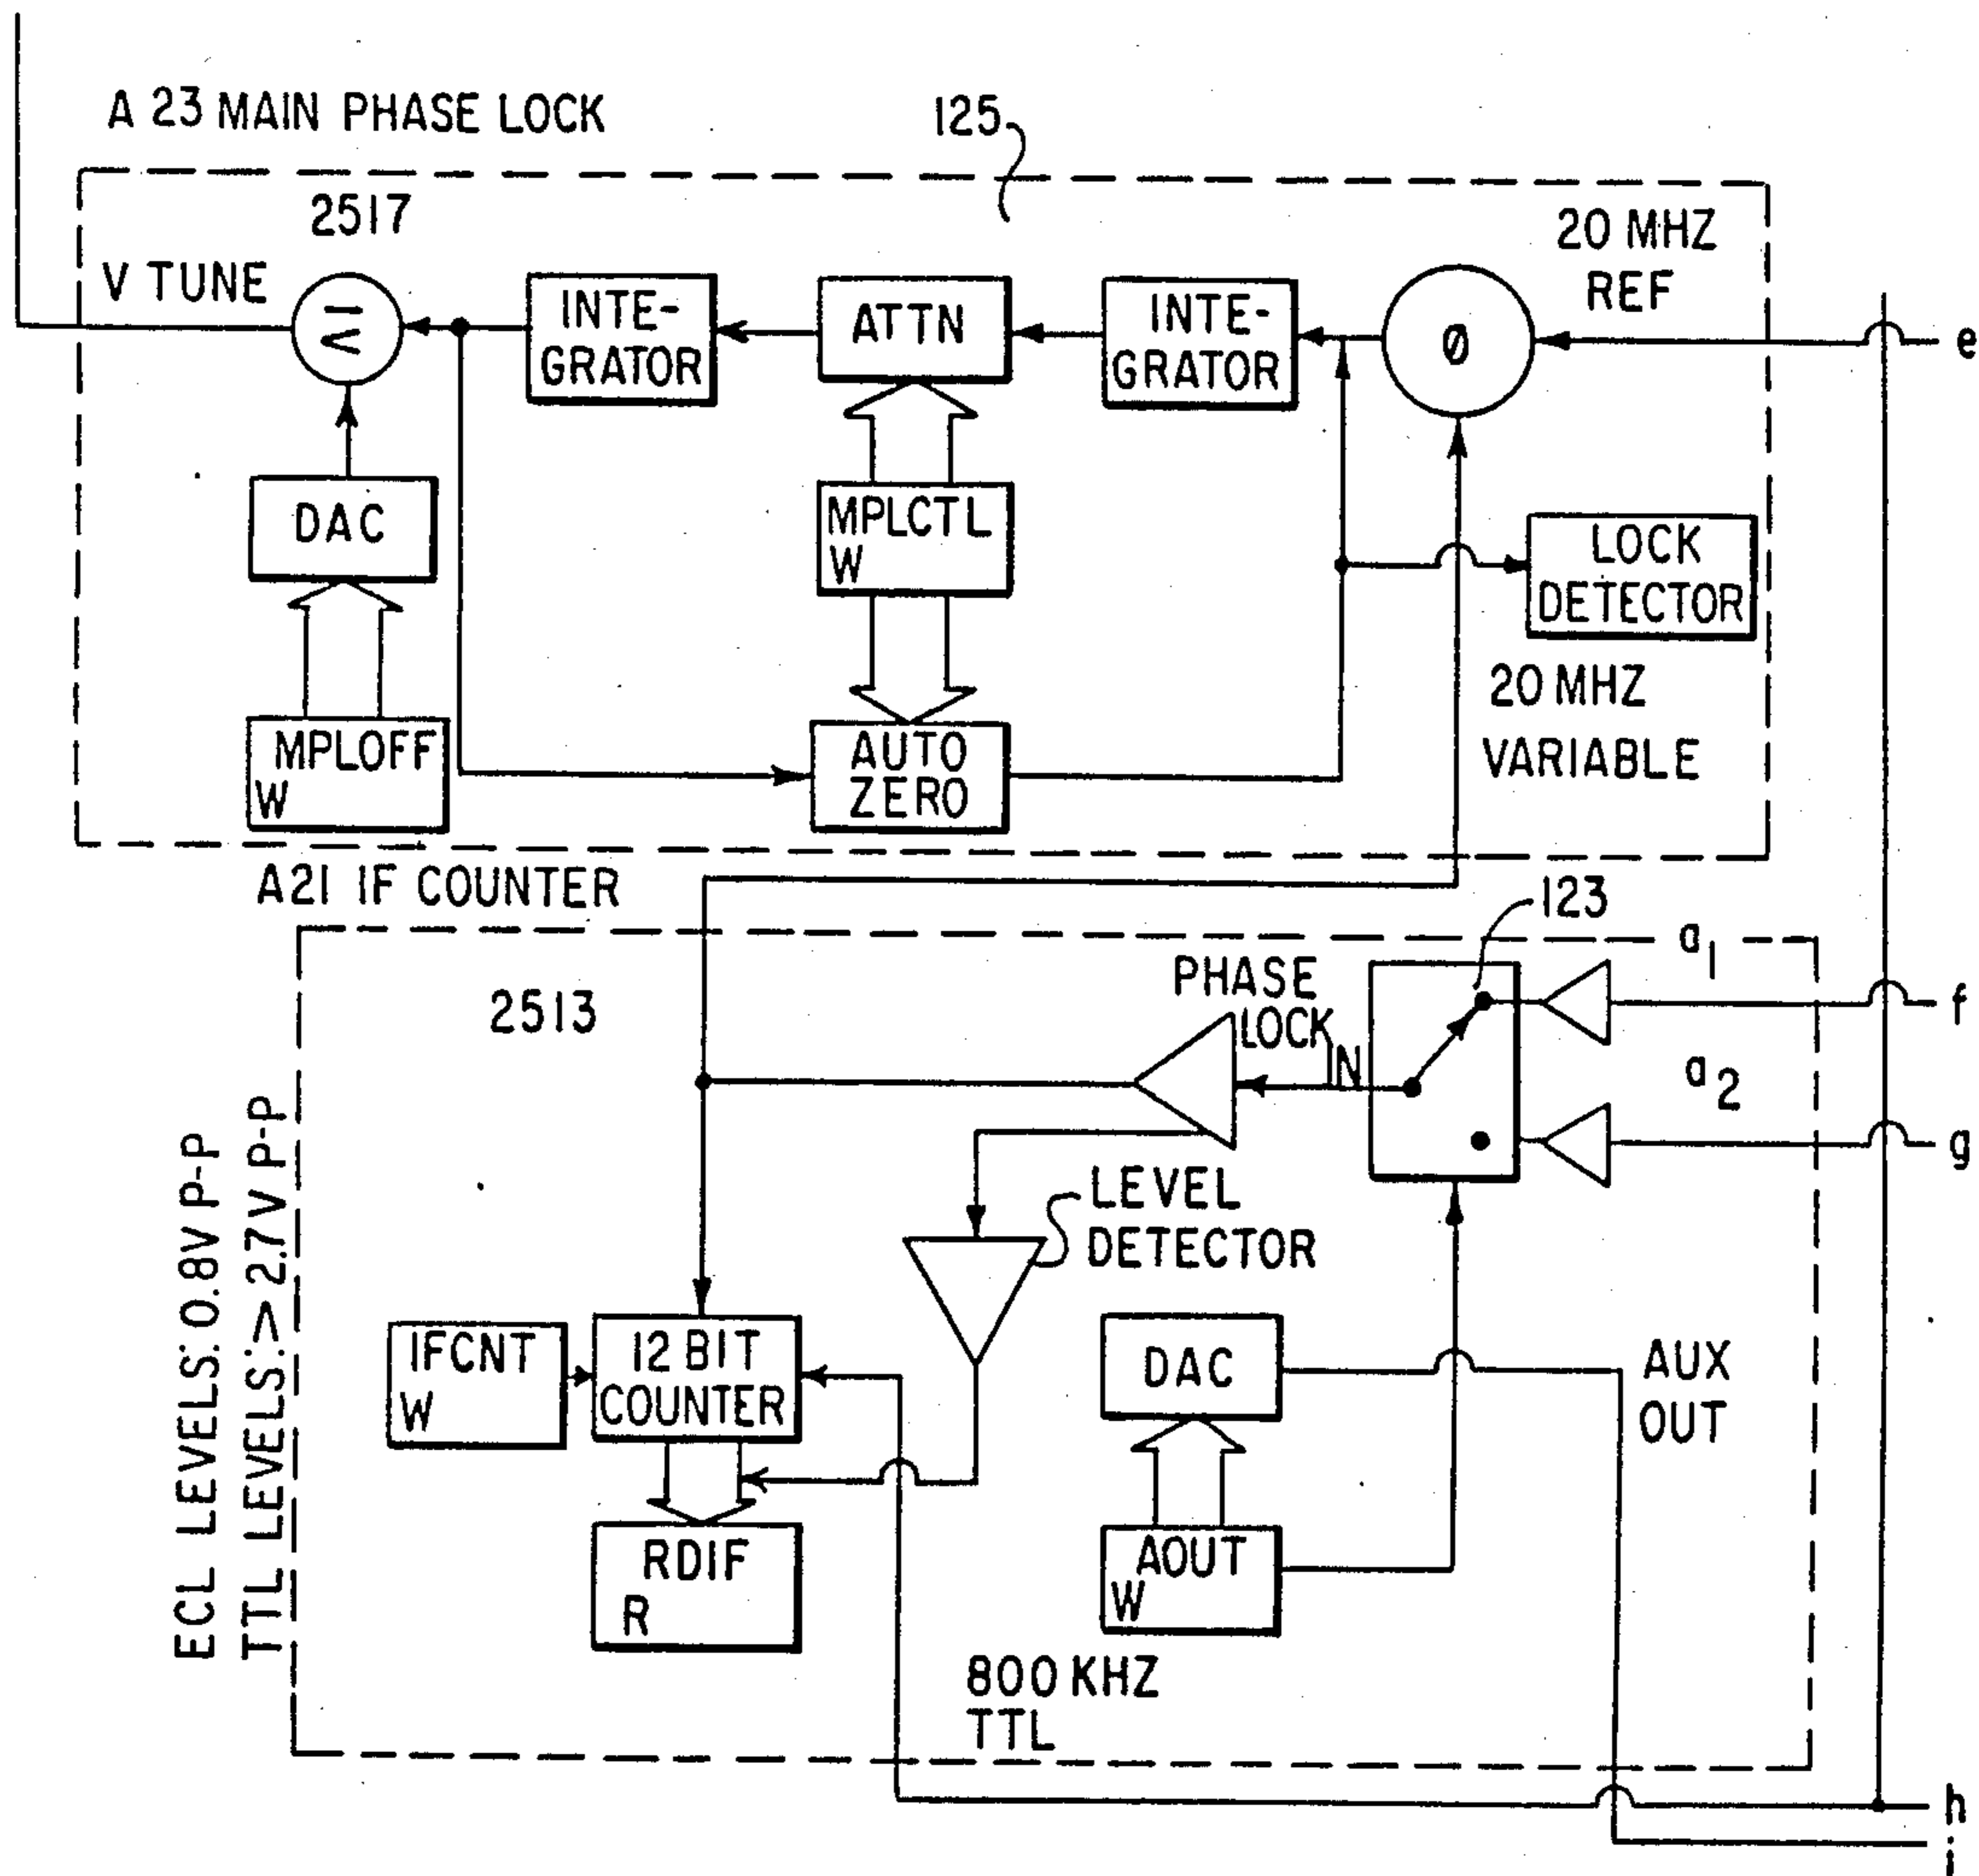 A 23 MAIN PHASE LOCK
125
2517
20 MHZ
REF
V TUNE
Σ
INTE-
GRATOR
ATTN
INTE-
GRATOR
Ø
e
DAC
MPLCTL
W
LOCK
DETECTOR
20 MHZ
VARIABLE
MPLOFF
W
AUTO
ZERO
A21 IF COUNTER
123
a1
2513
PHASE
LOCK
IN
f
a2
g
ECL LEVELS: 0.8V P-P
TTL LEVELS: > 2.7V P-P
LEVEL
DETECTOR
IFCNT
W
12 BIT
COUNTER
DAC
AUX
OUT
RDIF
R
AOUT
W
800 KHZ
TTL
h
i